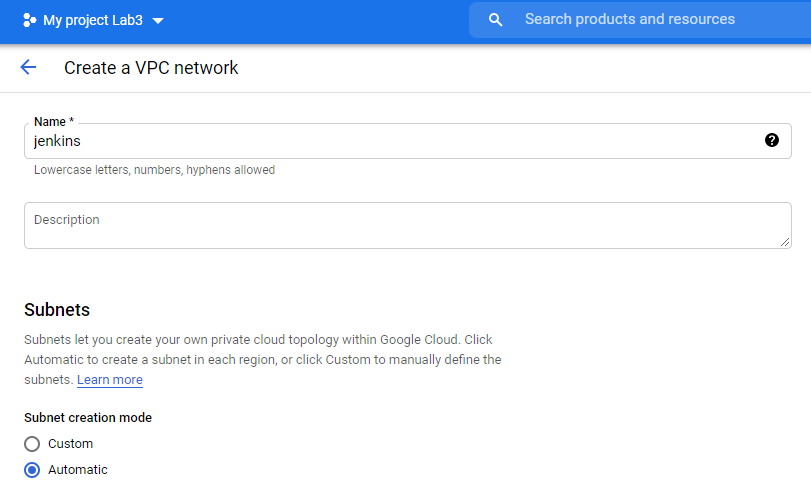 My project Lab3
Search products and resources
Create a VPC network
Name *
jenkins
Lowercase letters, numbers, hyphens allowed
Description
Subnets
Subnets let you create your own private cloud topology within Google Cloud. Click
Automatic to create a subnet in each region, or click Custom to manually define the
subnets. Learn more
Subnet creation mode
Custom
Automatic